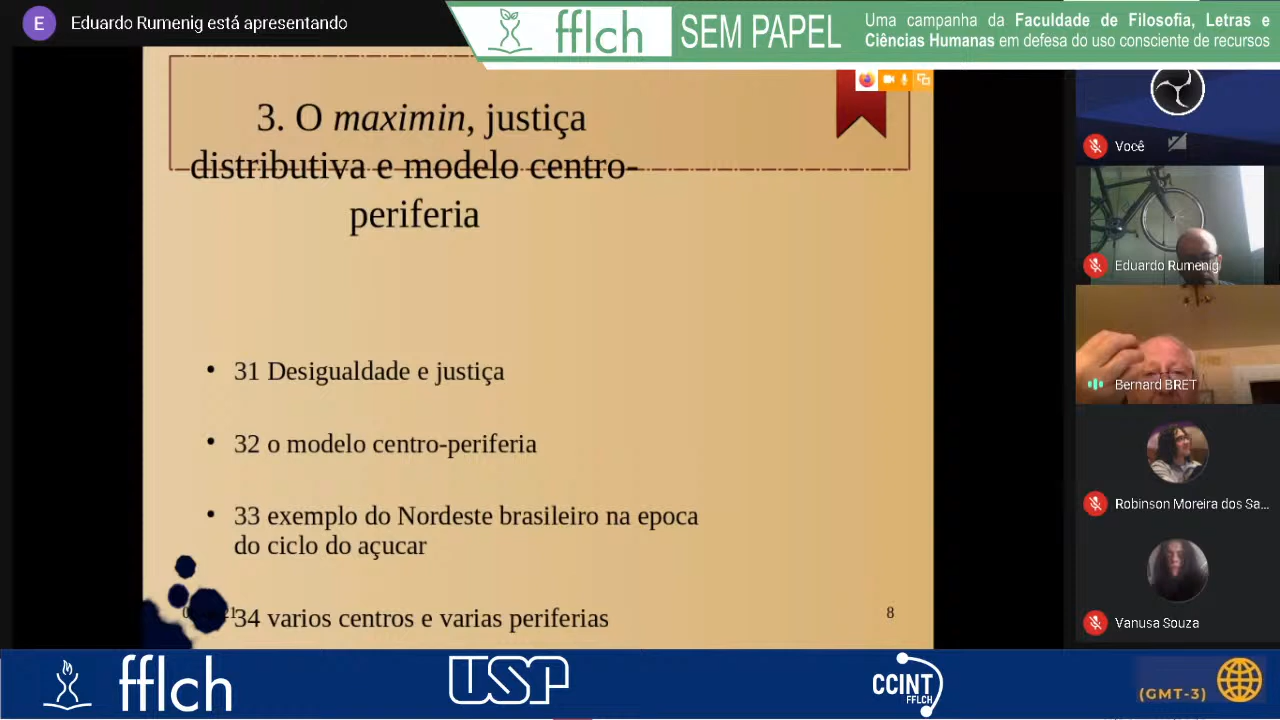 E Eduardo Rumenig está apresentando
fflch SEM PAPEL
Uma campanha da Faculdade de Filosofia, Letras e
Ciências Humanas em defesa do uso consciente de recursos
3. O maximin, justiça
distributiva e modelo centro-
periferia
• 31 Desigualdade e justiça
• 32 o modelo centro-periferia
• 33 exemplo do Nordeste brasileiro na epoca
do ciclo do açucar
34 varios centros e varias periferias
8
Você
Eduardo Rumenig
Bernard BRET
Robinson Moreira dos Sa...
Vanusa Souza
fflch
USP
CCINT
FFLCH
(GMT-3)